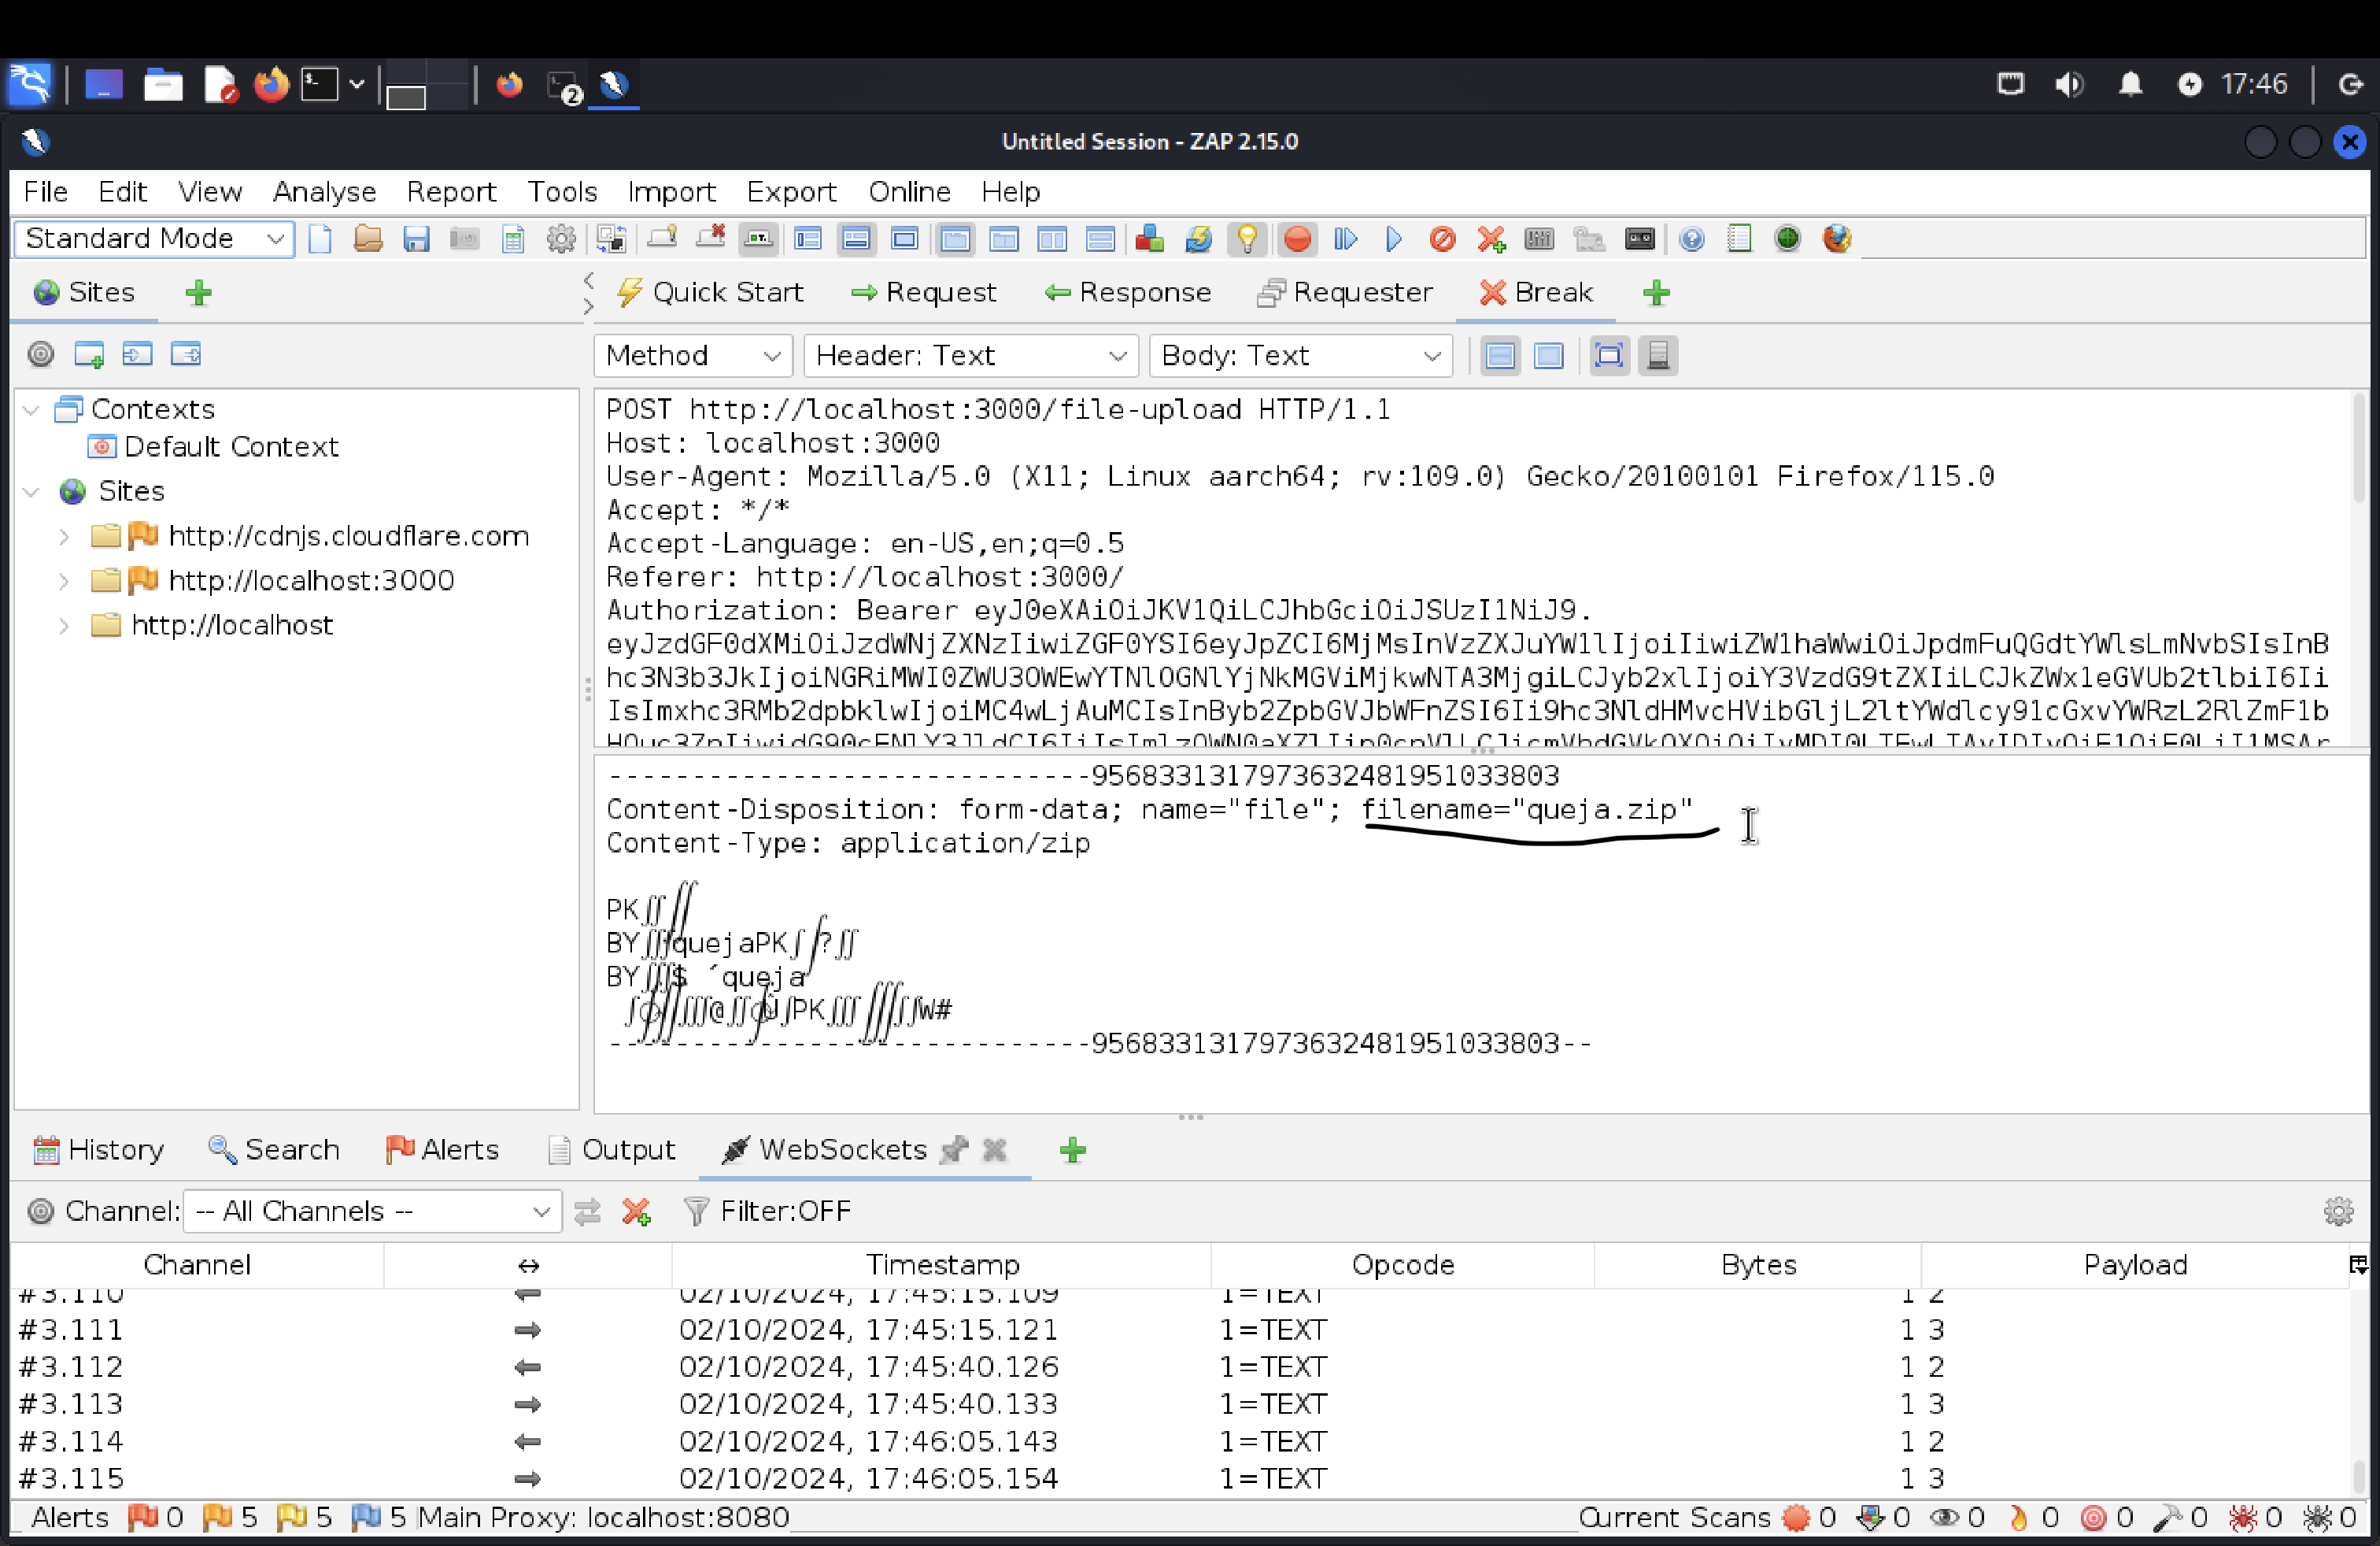 2
17:46
Untitled Session - ZAP 2.15.0
File Edit View Analyse Report Tools Import Export Online Help
Standard Mode
Sites
Quick Start Request Response Requester Break
Method Header: Text Body: Text
Contexts
Default Context
Sites
http://cdnjs.cloudflare.com
http://localhost:3000
http://localhost
POST http://localhost:3000/file-upload HTTP/1.1
Host: localhost:3000
User-Agent: Mozilla/5.0 (X11; Linux aarch64; rv:109.0) Gecko/20100101 Firefox/115.0
Accept: */*
Accept-Language: en-US,en;q=0.5
Referer: http://localhost:3000/
Authorization: Bearer eyJ0eXAiOiJKV1QiLCJhbGciOiJSUzI1NiJ9.
eyJzdGF0dXMiOiJzdWNjZXNzIiwiZGF0YSI6eyJpZCI6MjMsInVzZXJuYW1lIjoiIiwiZW1haWwiOiJpdmFuQGdtYWlsLmNvbSIsInB
hc3N3b3JkIjoiNGRiMWI0ZWU3OWEwYTNlOGNlYjNkMGViMjkwNTA3MjgiLCJyb2xlIjoiY3VzdG9tZXIiLCJkZWx1eGVUb2tlbiI6Ii
IsImxhc3RMb2dpbklwIjoiMC4wLjAuMCIsInByb2ZpbGVJbWFnZSI6Ii9hc3NldHMvcHVibGljL2ltYWdlcy91cGxvYWRzL2RlZmF1b
-----------------------------9568331317973632481951033803
Content-Disposition: form-data; name="file"; filename="queja.zip"
Content-Type: application/zip
PK
BY queja PK ?
BY $ ´queja
@ PK W#
-----------------------------9568331317973632481951033803--
History Search Alerts Output WebSockets
Channel: -- All Channels -- Filter:OFF
Channel ↔ Timestamp Opcode Bytes Payload
#3.110 02/10/2024, 17:45:15.109 1=TEXT 1 2
#3.111 02/10/2024, 17:45:15.121 1=TEXT 1 3
#3.112 02/10/2024, 17:45:40.126 1=TEXT 1 2
#3.113 02/10/2024, 17:45:40.133 1=TEXT 1 3
#3.114 02/10/2024, 17:46:05.143 1=TEXT 1 2
#3.115 02/10/2024, 17:46:05.154 1=TEXT 1 3
Alerts 0 5 5 5 Main Proxy: localhost:8080 Current Scans 0 0 0 0 0 0 0 0